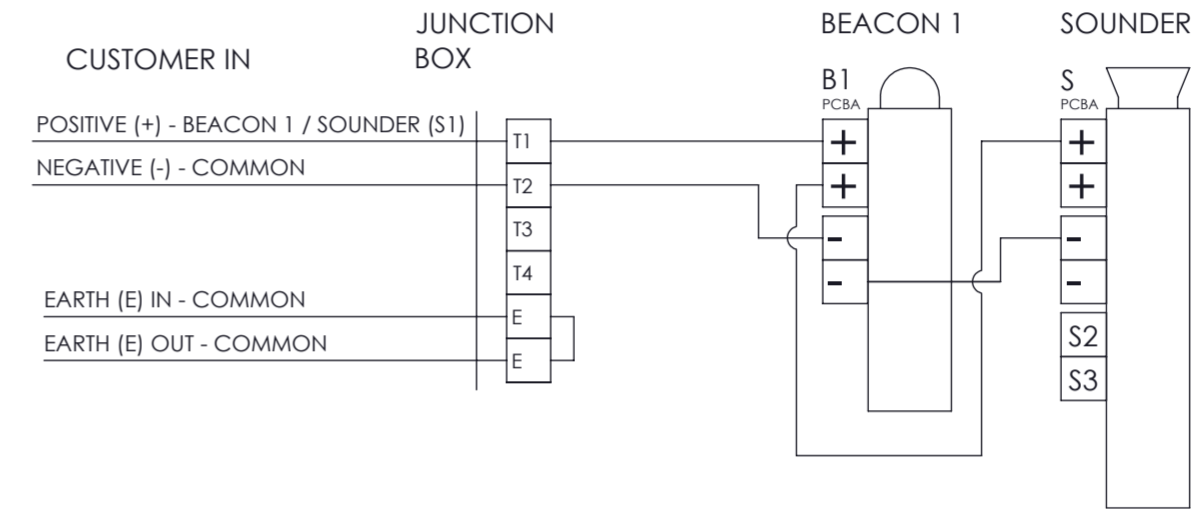 JUNCTION
BOX
BEACON 1
SOUNDER
CUSTOMER IN
B1
PCBA
S
PCBA
POSITIVE (+) - BEACON 1 / SOUNDER (S1)
T1
+
+
NEGATIVE (-) - COMMON
T2
+
+
T3
-
-
T4
-
-
EARTH (E) IN - COMMON
E
EARTH (E) OUT - COMMON
E
S2
S3